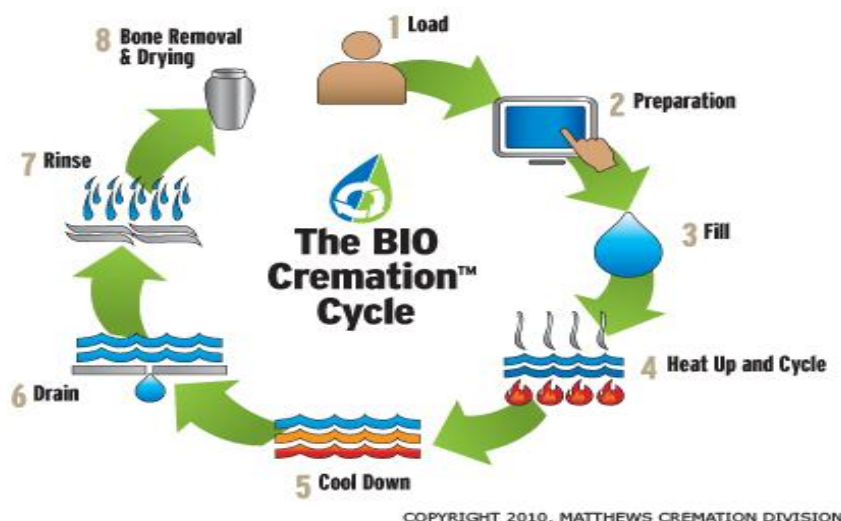 1 Load
2 Preparation
3 Fill
4 Heat Up and Cycle
5 Cool Down
6 Drain
7 Rinse
8 Bone Removal
& Drying
The BIO
Cremation™
Cycle
COPYRIGHT 2010, MATTHEWS CREMATION DIVISION